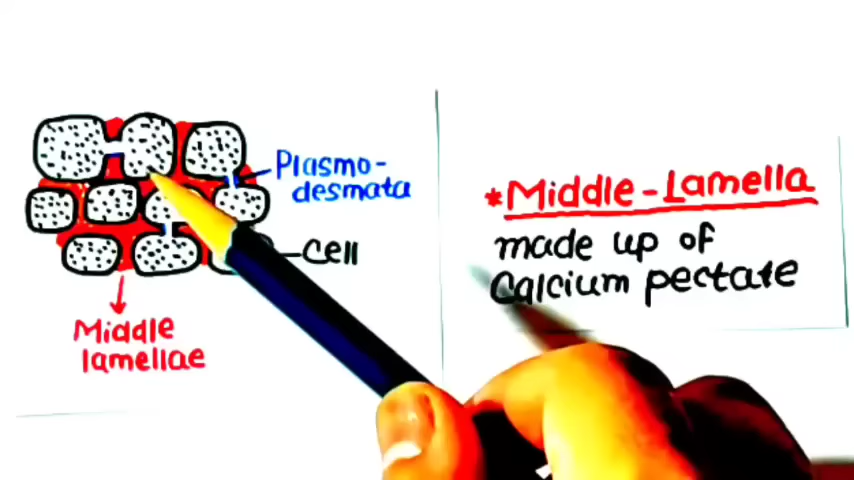 Plasmo-
desmata
cell
Middle
lamellae
*Middle-Lamella
made up of
Calcium pectate